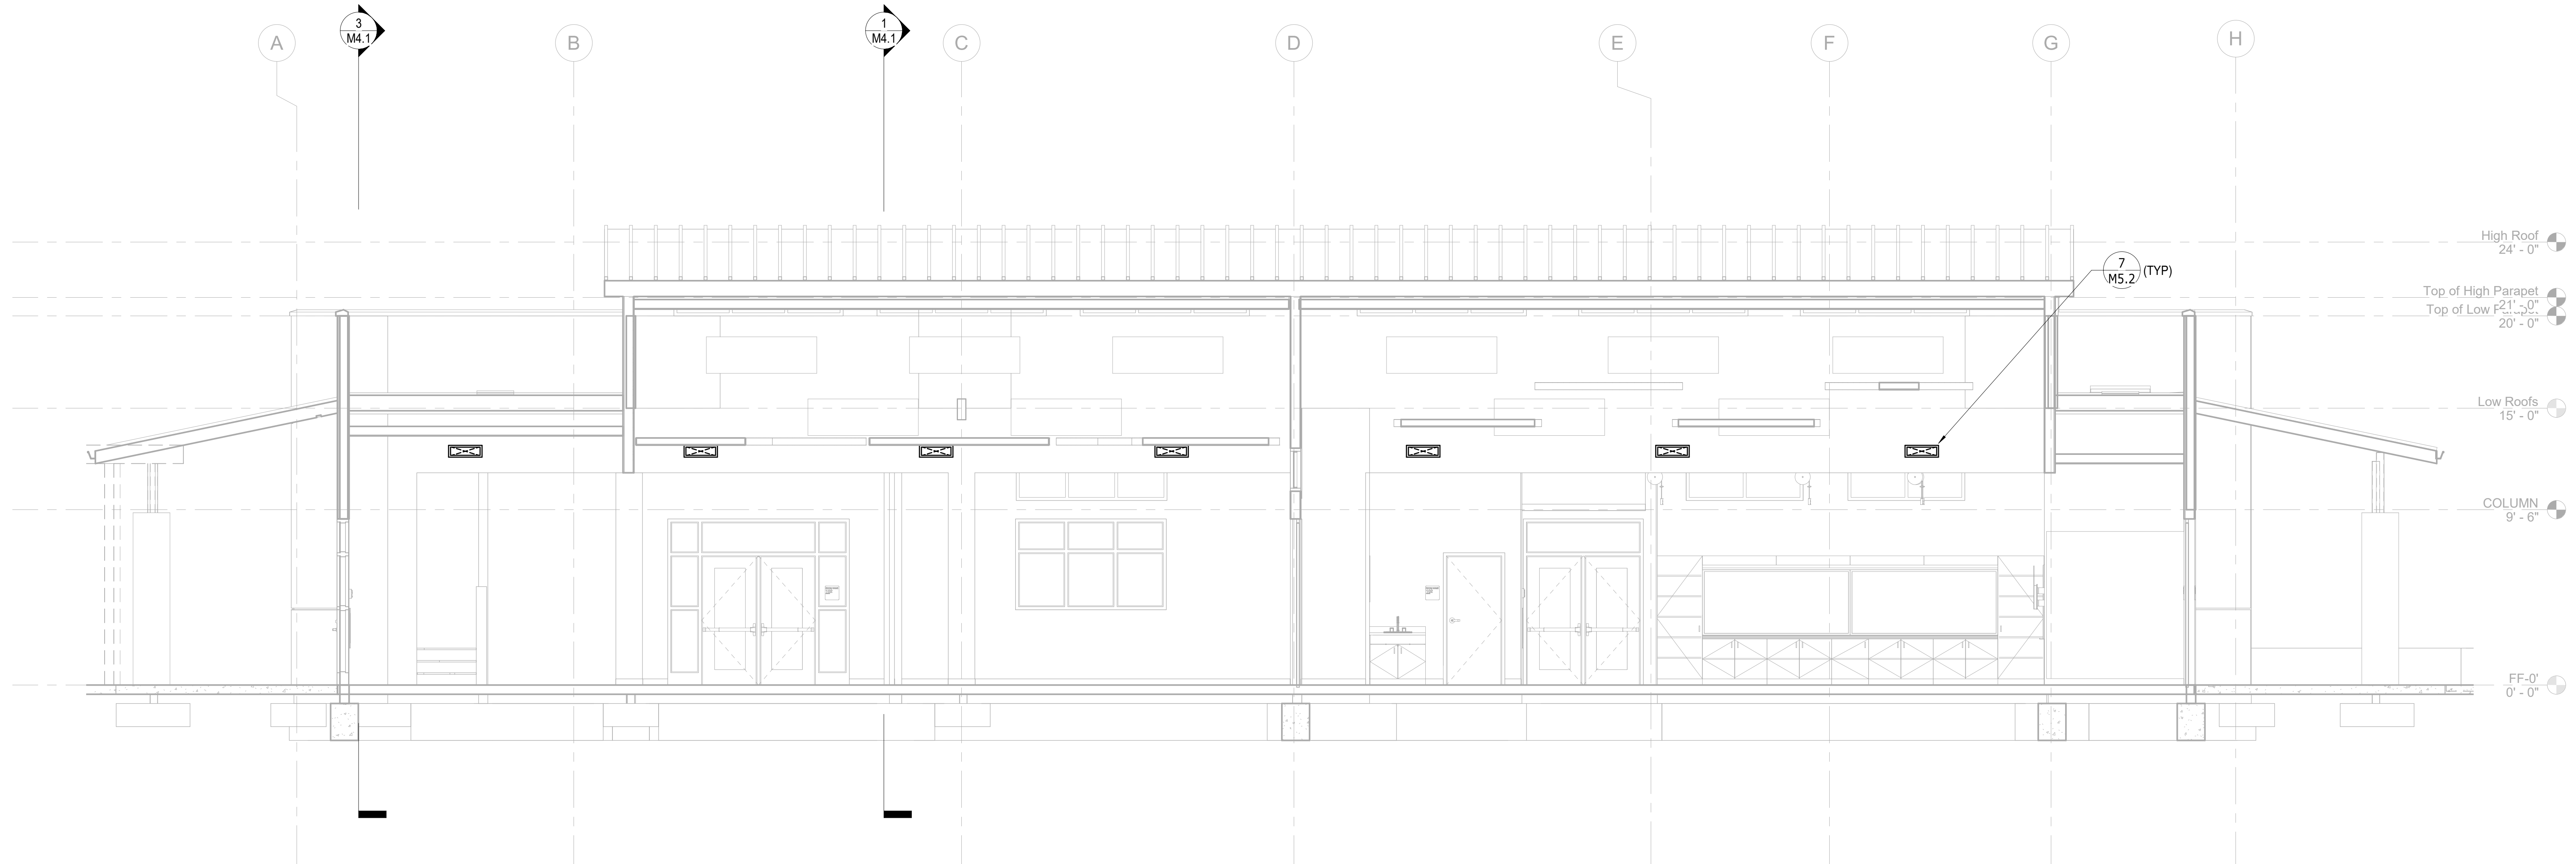 3
M4.1
1
M4.1
A
B
C
D
E
F
G
H
High Roof
24' - 0"
7
M5.2
(TYP)
Top of High Parapet
21' - 0"
Top of Low Parapet
20' - 0"
Low Roofs
15' - 0"
COLUMN
9' - 6"
FF-0'
0' - 0"